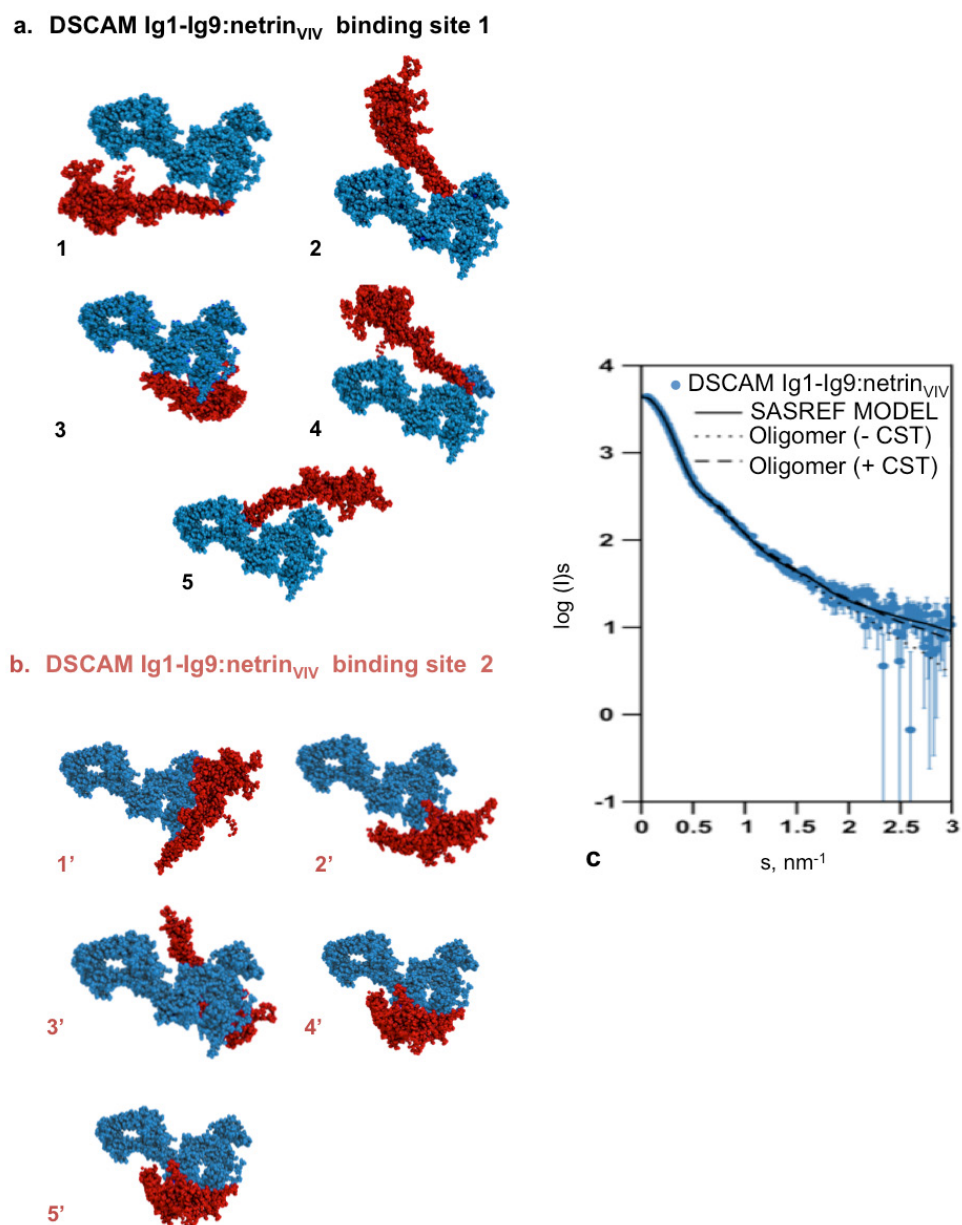 a. DSCAM Ig1-Ig9:netrinVIV binding site 1
1
2
3
4
5
b. DSCAM Ig1-Ig9:netrinVIV binding site 2
1’
2’
3’
4’
5’
4
3
2
1
0
-1
log (I)s
DSCAM Ig1-Ig9:netrinVIV
SASREF MODEL
Oligomer (- CST)
Oligomer (+ CST)
0 0.5 1 1.5 2 2.5 3
c
s, nm-1